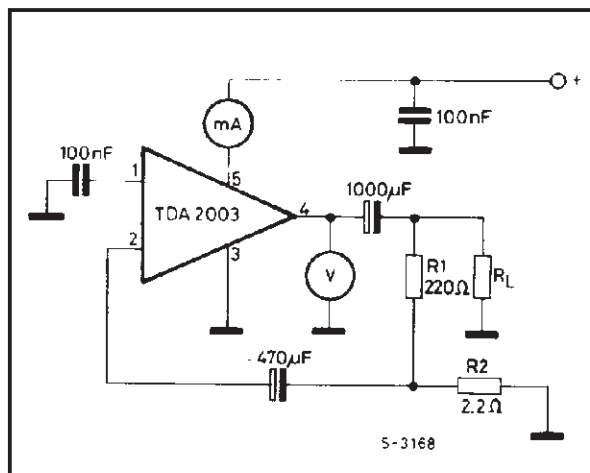 +
mA
100nF
100nF
1
5
1000µF
TDA 2003
4
2
3
V
R1
220Ω
RL
470µF
R2
2.2Ω
S-3168